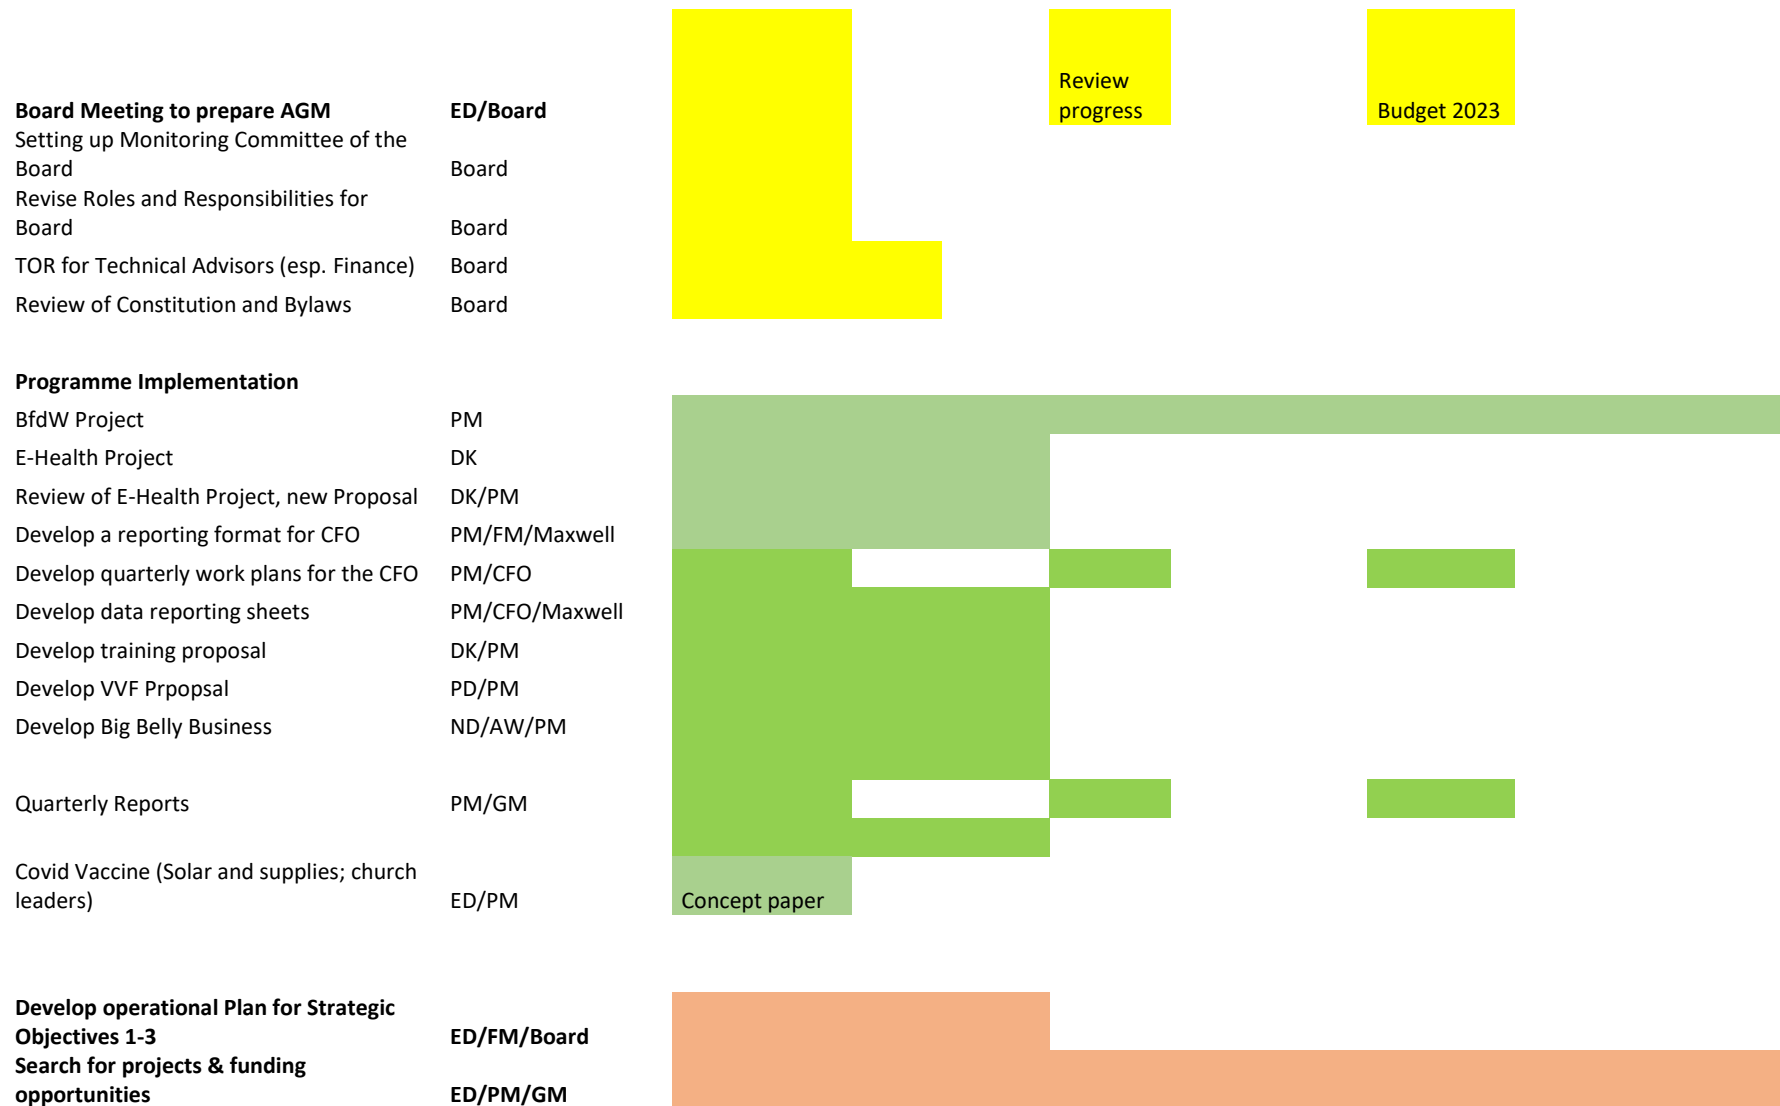 Review
progress
Board Meeting to prepare AGM ED/Board Budget 2023
Setting up Monitoring Committee of the
Board Board
Revise Roles and Responsibilities for
Board Board
TOR for Technical Advisors (esp. Finance) Board
Review of Constitution and Bylaws Board
Programme Implementation
BfdW Project PM
E-Health Project DK
Review of E-Health Project, new Proposal DK/PM
Develop a reporting format for CFO PM/FM/Maxwell
Develop quarterly work plans for the CFO PM/CFO
Develop data reporting sheets PM/CFO/Maxwell
Develop training proposal DK/PM
Develop VVF Prpopsal PD/PM
Develop Big Belly Business ND/AW/PM
Quarterly Reports PM/GM
Covid Vaccine (Solar and supplies; church
leaders) ED/PM Concept paper
Develop operational Plan for Strategic
Objectives 1-3 ED/FM/Board
Search for projects & funding
opportunities ED/PM/GM